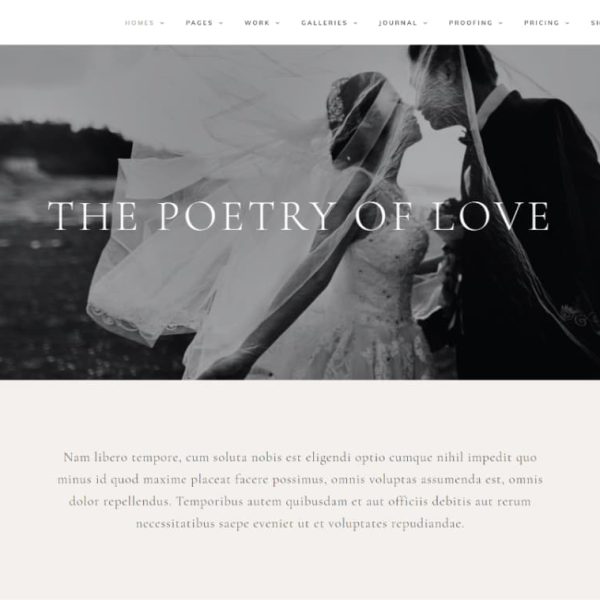 HOMES PAGES WORK GALLERIES JOURNAL PROOFING PRICING
THE POETRY OF LOVE
Nam libero tempore, cum soluta nobis est eligendi optio cumque nihil impedit quo
minus id quod maxime placeat facere possimus, omnis voluptas assumenda est, omnis
dolor repellendus. Temporibus autem quibusdam et aut officiis debitis aut rerum
necessitatibus saepe eveniet ut et voluptates repudiandae.